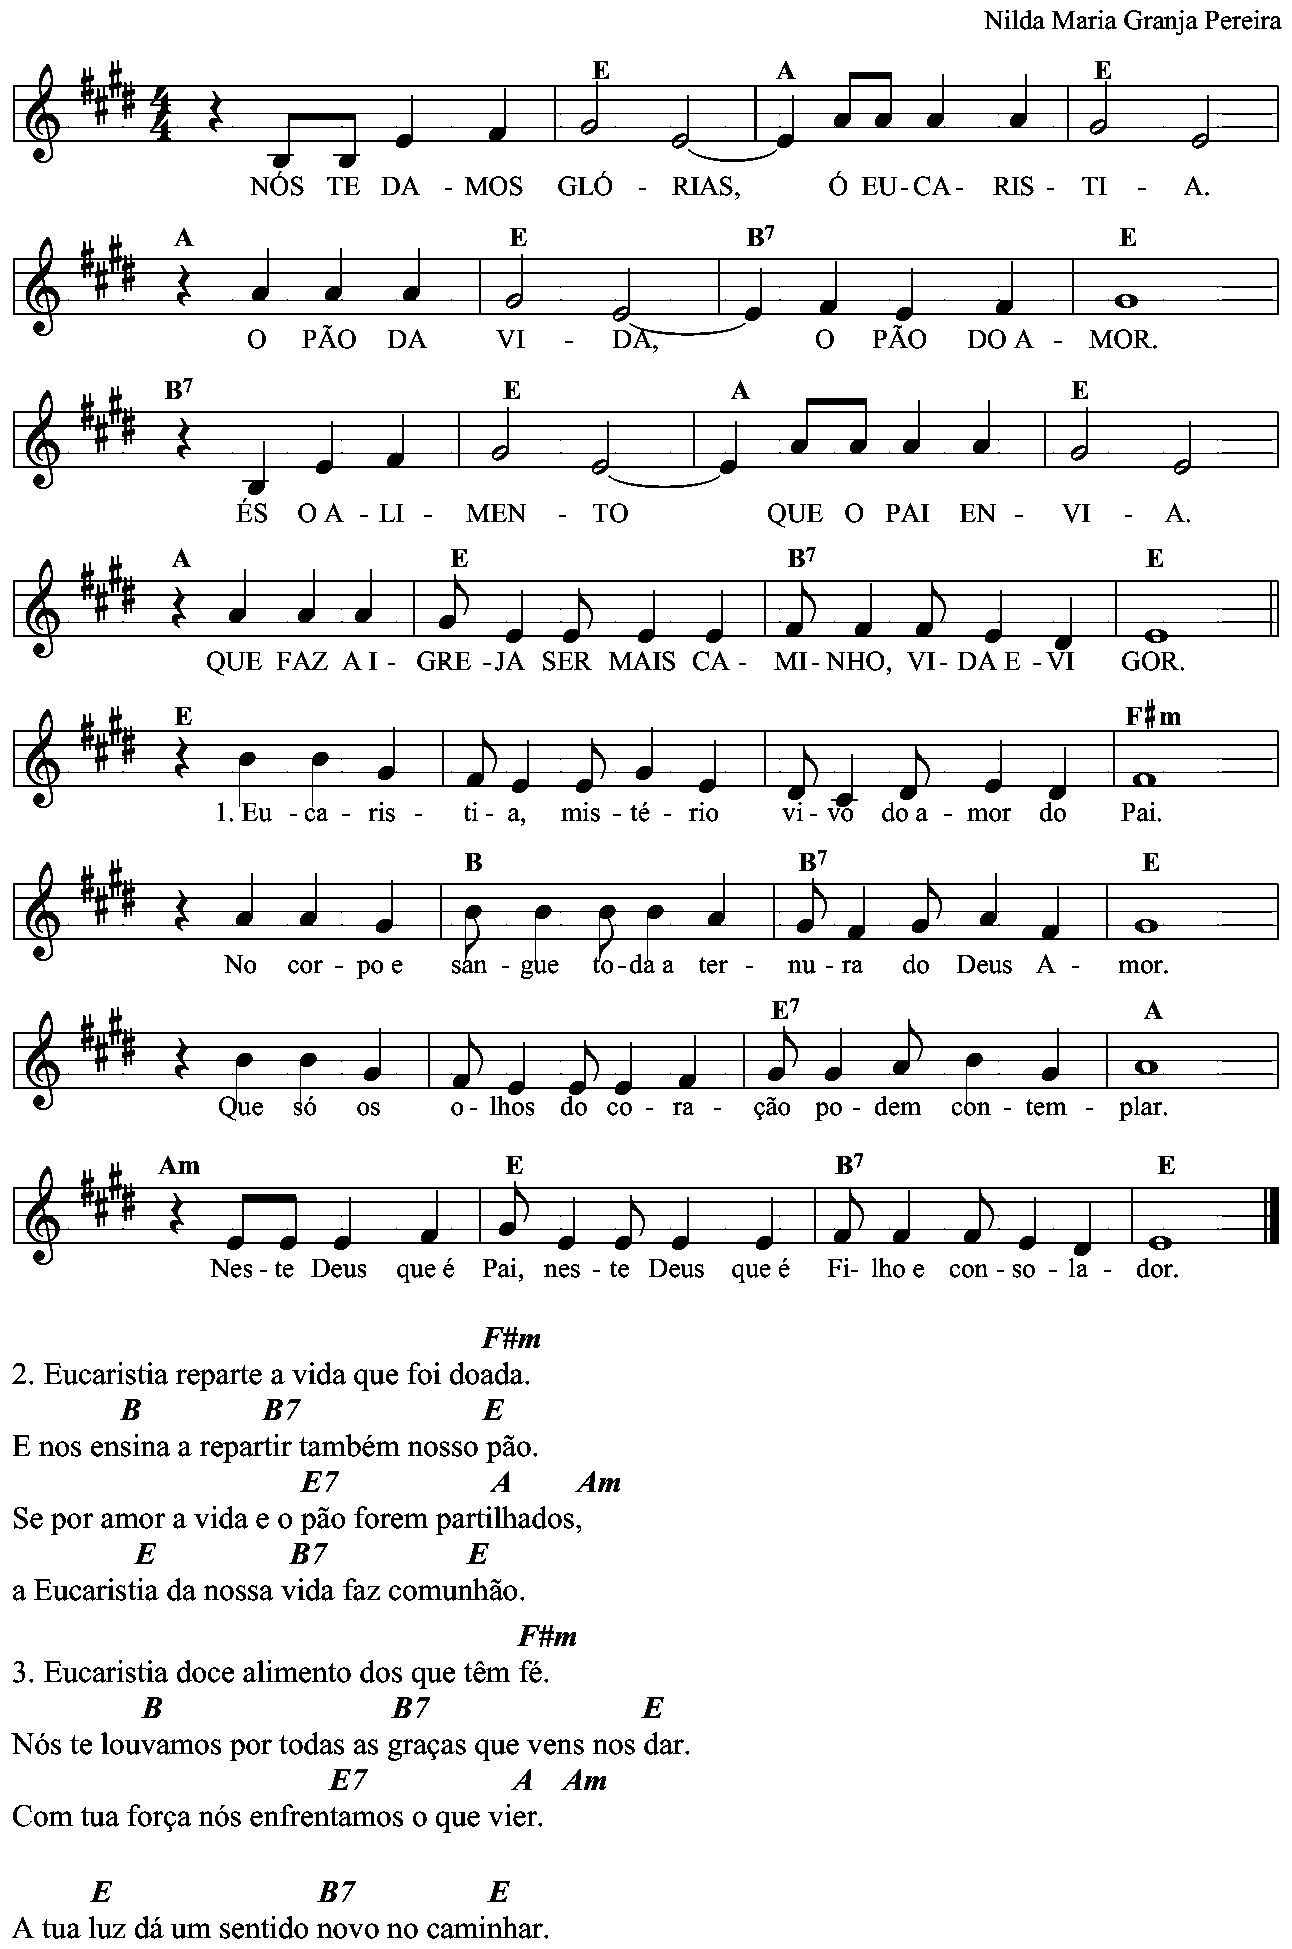 Nilda Maria Granja Pereira
E A E
NÓS TE DA - MOS GLÓ - RIAS, Ó EU-CA- RIS- TI - A.
A E B7 E
O PÃO DA VI - DA, O PÃO DO A- MOR.
B7 E A E
ÉS O A-LI- MEN- TO QUE O PAI EN- VI- A.
A E B7 E
QUE FAZ A I- GRE-JA SER MAIS CA- MI-NHO, VI-DA E-VI GOR.
E F#m
1. Eu-ca-ris- ti-a, mis-té-rio vi-vo do a-mor do Pai.
B B7 E
No cor-po e san-gue to-da a ter- nu-ra do Deus A- mor.
E7 A
Que só os o-lhos do co-ra- ção po-dem con-tem- plar.
Am E B7 E
Nes-te Deus que é Pai, nes-te Deus que é Fi-lho e con-so-la- dor.
F#m
2. Eucaristia reparte a vida que foi doada.
B B7 E
E nos ensina a repartir também nosso pão.
E7 A Am
Se por amor a vida e o pão forem partilhados,
E B7 E
a Eucaristia da nossa vida faz comunhão.
F#m
3. Eucaristia doce alimento dos que têm fé.
B B7 E
Nós te louvamos por todas as graças que vens nos dar.
E7 A Am
Com tua força nós enfrentamos o que vier.
E B7 E
A tua luz dá um sentido novo no caminhar.